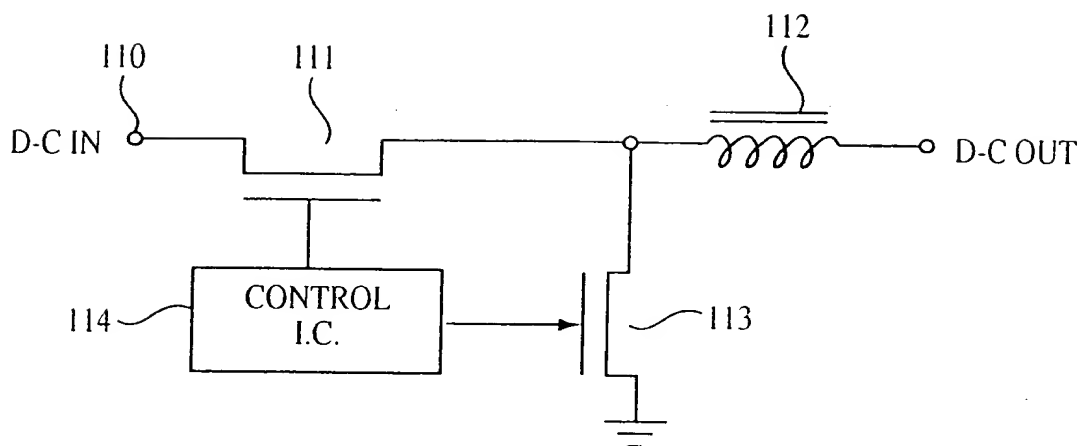 110
111
112
D-C IN
D-C OUT
CONTROL
I.C.
114
113